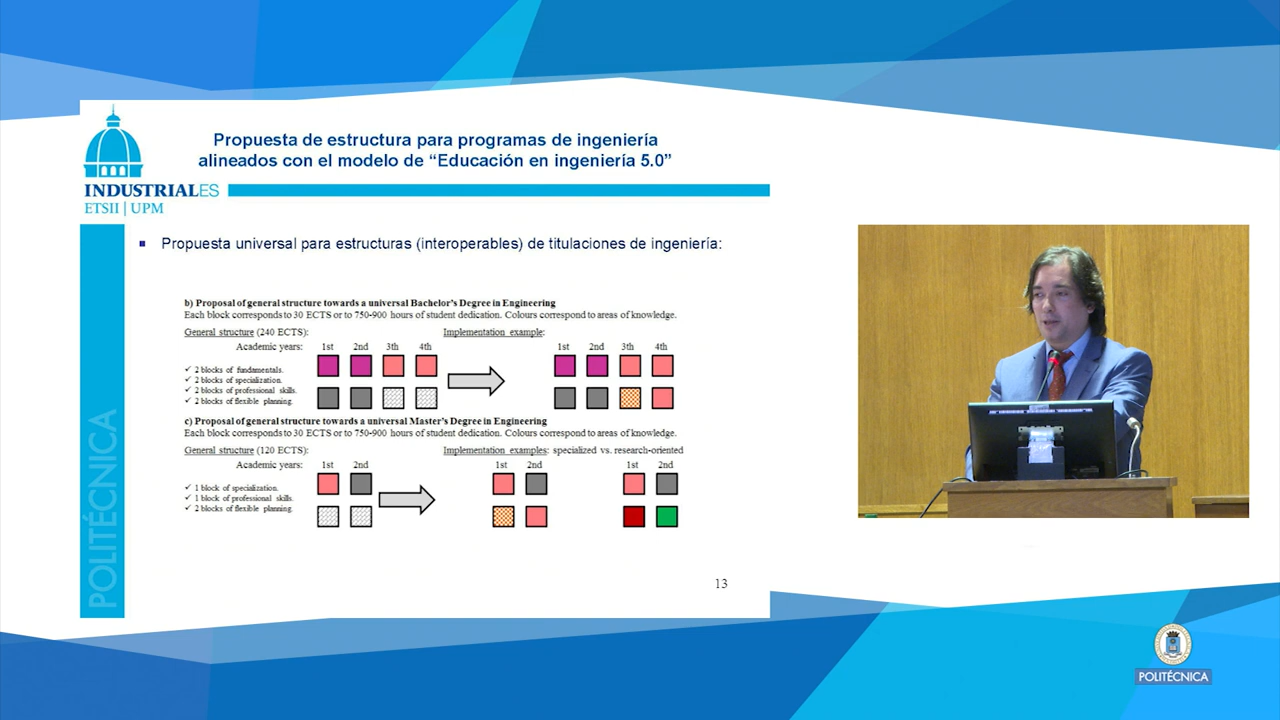 Propuesta de estructura para programas de ingeniería
alineados con el modelo de “Educación en ingeniería 5.0”
INDUSTRIALES
ETSII | UPM
Propuesta universal para estructuras (interoperables) de titulaciones de ingeniería:
b) Proposal of general structure towards a universal Bachelor's Degree in Engineering
Each block corresponds to 30 ECTS or to 750-900 hours of student dedication. Colours correspond to areas of knowledge.
General structure (240 ECTS):
Implementation example:
Academic years: 1st 2nd 3th 4th
1st 2nd 3th 4th
✓ 2 blocks of fundamentals.
✓ 2 blocks of specialization.
✓ 2 blocks of professional skills.
✓ 2 blocks of flexible planning.
c) Proposal of general structure towards a universal Master's Degree in Engineering
Each block corresponds to 30 ECTS or to 750-900 hours of student dedication. Colours correspond to areas of knowledge.
General structure (120 ECTS):
Implementation examples: specialized vs. research-oriented
Academic years: 1st 2nd
1st 2nd
1st 2nd
✓ 1 block of specialization.
✓ 1 block of professional skills.
✓ 2 blocks of flexible planning.
POLITÉCNICA
13
POLITÉCNICA